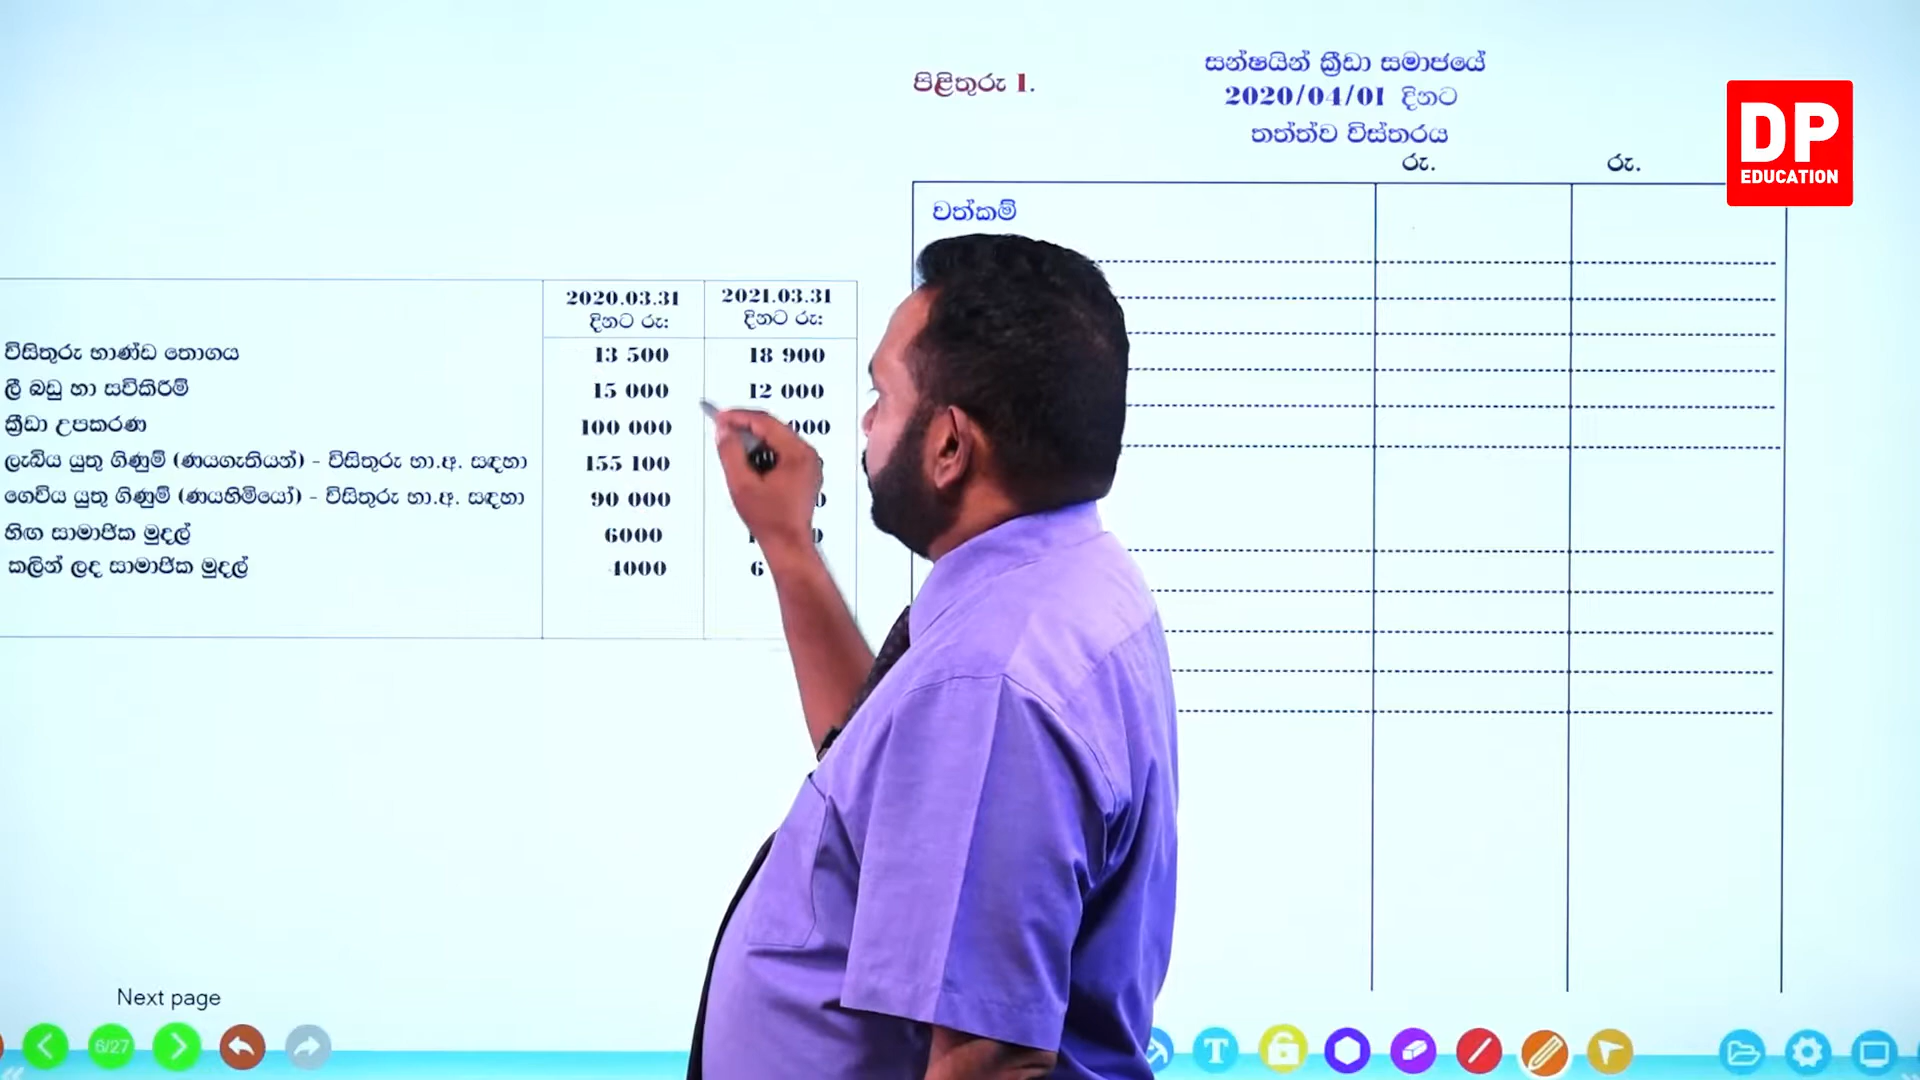 පිළිතුරු 1.
සන්ෂයින් ක්‍රීඩා සමාජයේ
2020/04/01 දිනට
තත්ත්ව විස්තරය
රු. රු.
DP
EDUCATION
වත්කම්
2020.03.31 2021.03.31
දිනට රු: දිනට රු:
විසිතුරු භාණ්ඩ තොගය 13 500 18 900
ලී බඩු හා සවිකිරීම් 15 000 12 000
ක්‍රීඩා උපකරණ 100 000 000
ලැබිය යුතු ගිණුම් (ණයගැතියන්) - විසිතුරු භා.අ. සඳහා 155 100
ගෙවිය යුතු ගිණුම් (ණයහිමියෝ) - විසිතුරු භා.අ. සඳහා 90 000
හිඟ සාමාජික මුදල් 6000
කලින් ලද සාමාජික මුදල් 4000 6
Next page
6/27
T